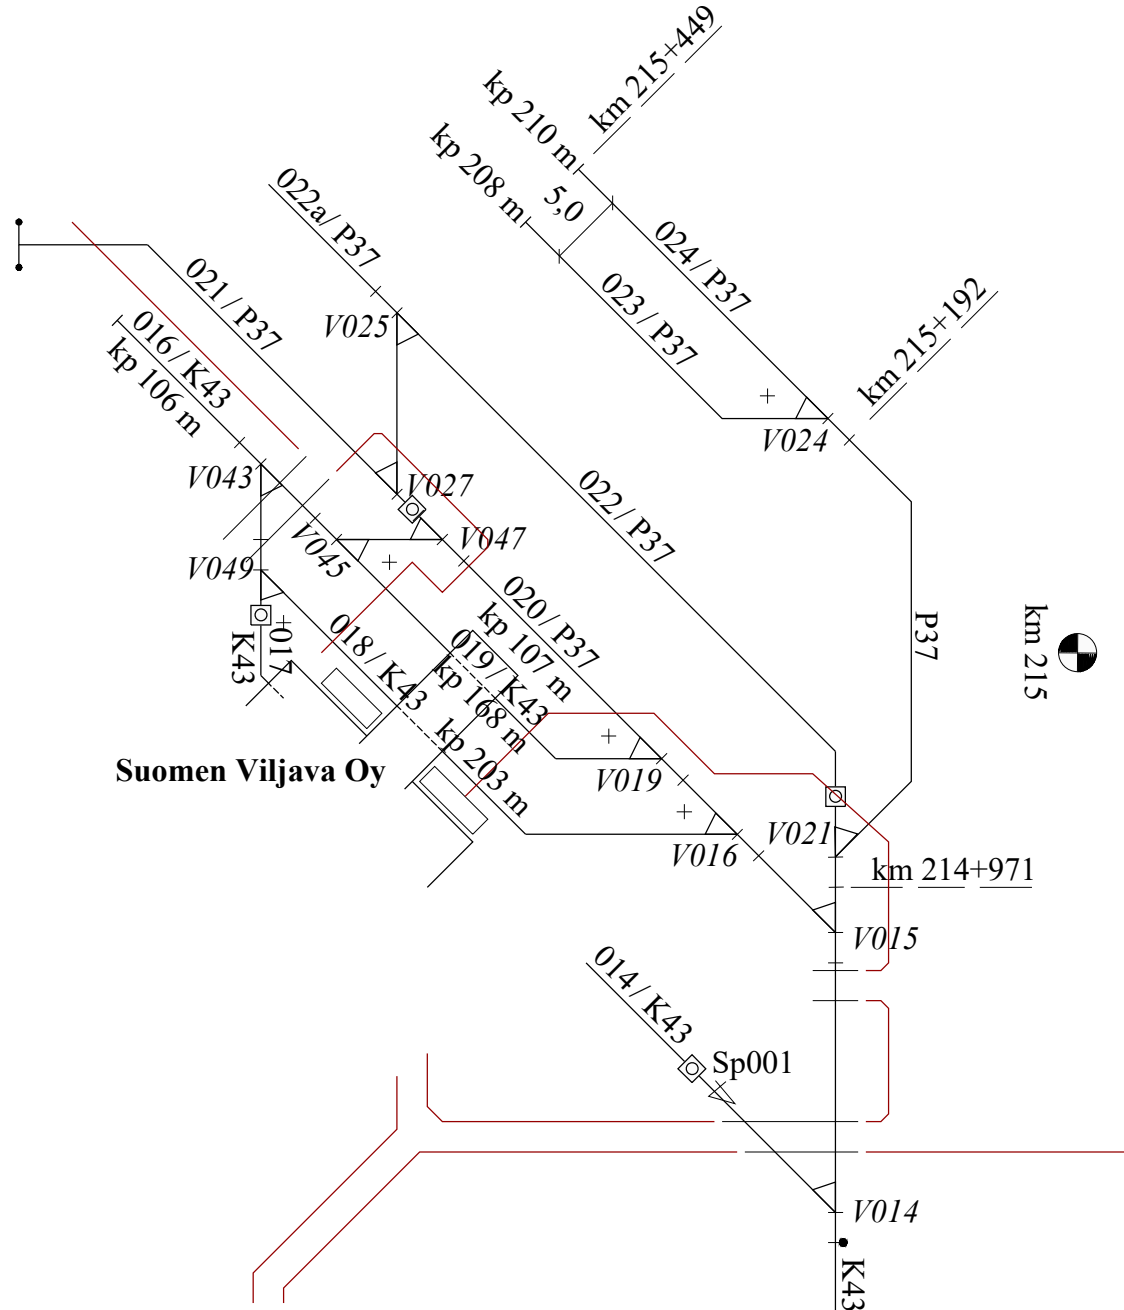 km 215+449
kp 210 m
kp 208 m
5,0
022a/ P37
024 / P37
023 / P37
021 / P37
km 215+192
016 / K43
kp 106 m
V025
V024
V043
V027
022 / P37
V045
V047
V049
020/ P37
kp 107 m
P37
km 215
017
K43
018 / K43
019 / K43
kp 168 m
kp 203 m
Suomen Viljava Oy
V019
V016
V021
km 214+971
V015
014 / K43
Sp001
V014
K43